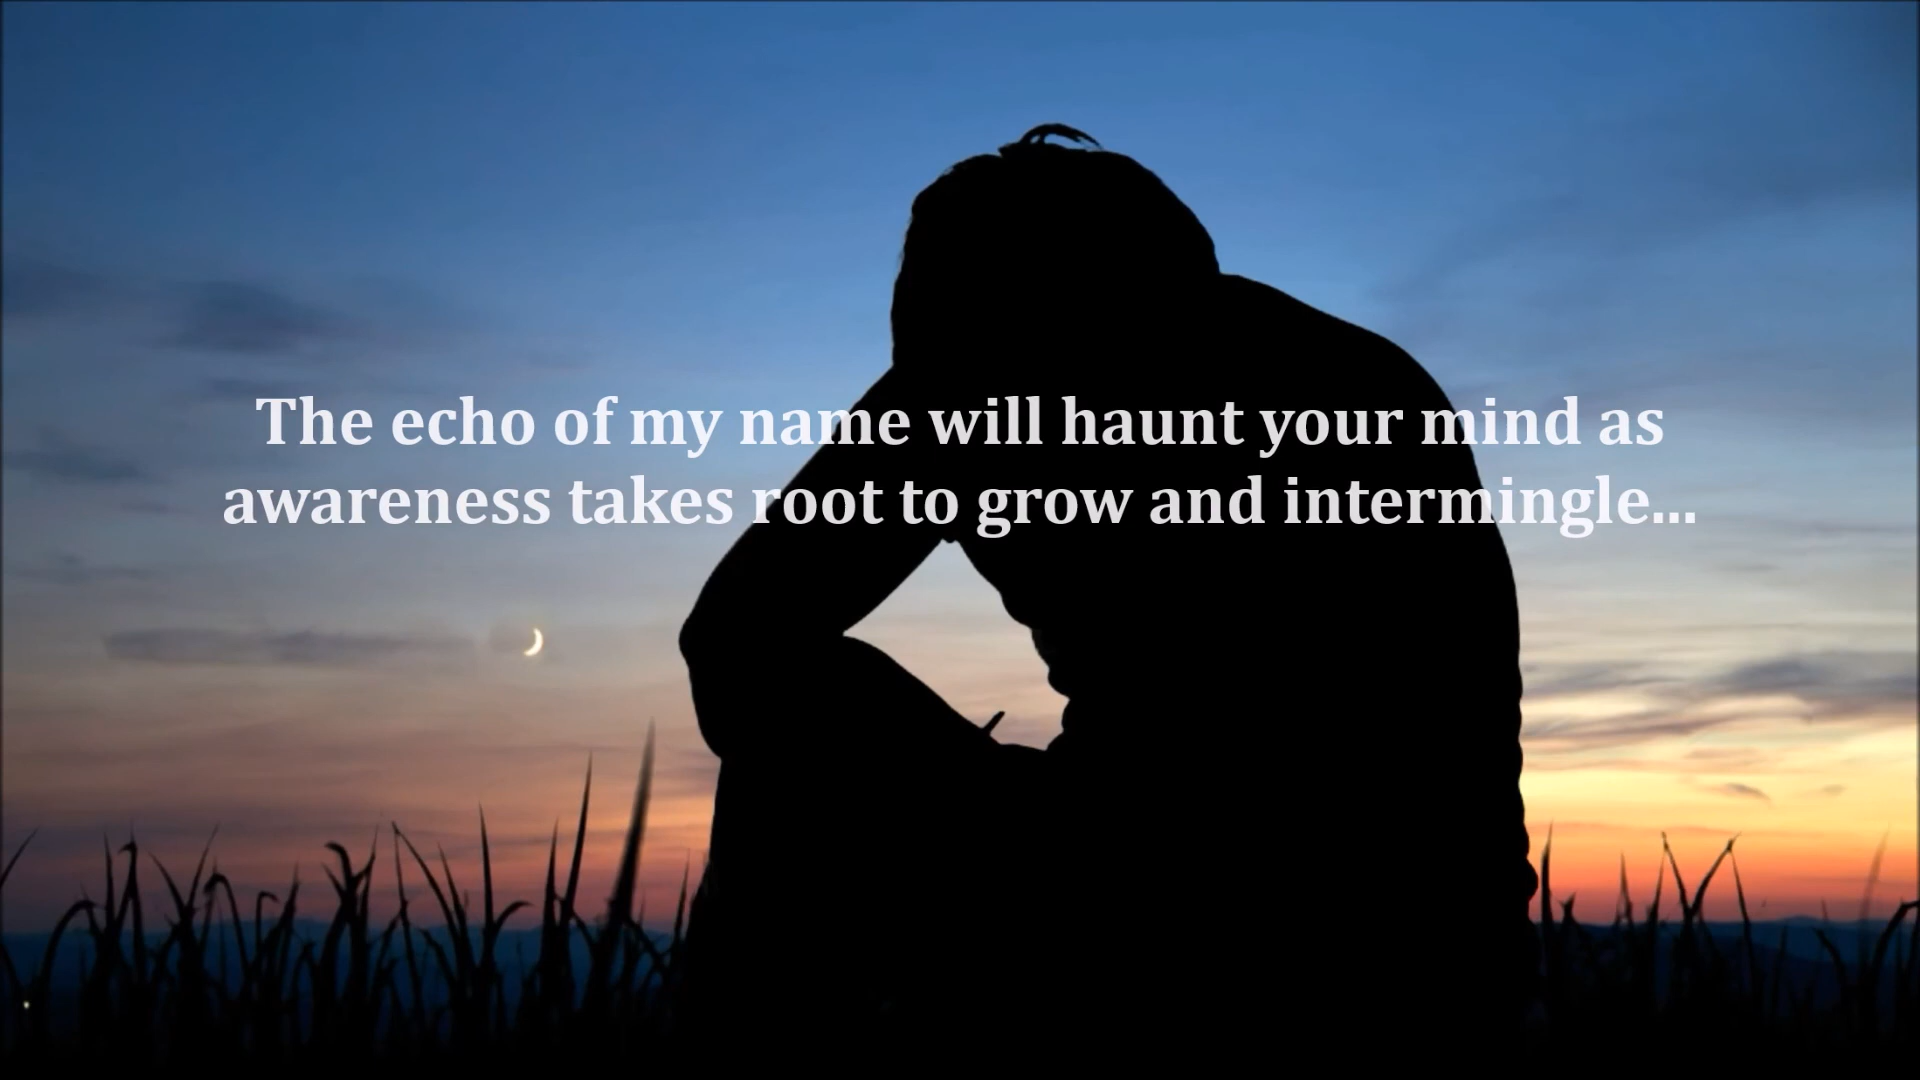 The echo of my name will haunt your mind as
awareness takes root to grow and intermingle...